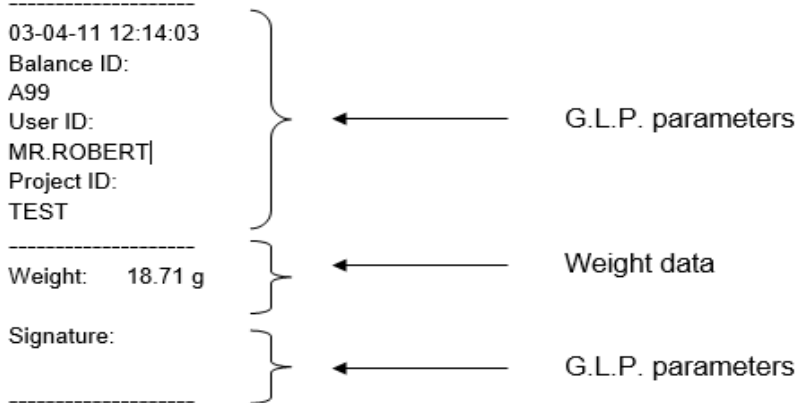 --------------------
03-04-11 12:14:03
Balance ID:
A99
User ID:
MR.ROBERT
Project ID:
TEST
G.L.P. parameters
--------------------
Weight: 18.71 g
Weight data
Signature:
G.L.P. parameters
--------------------